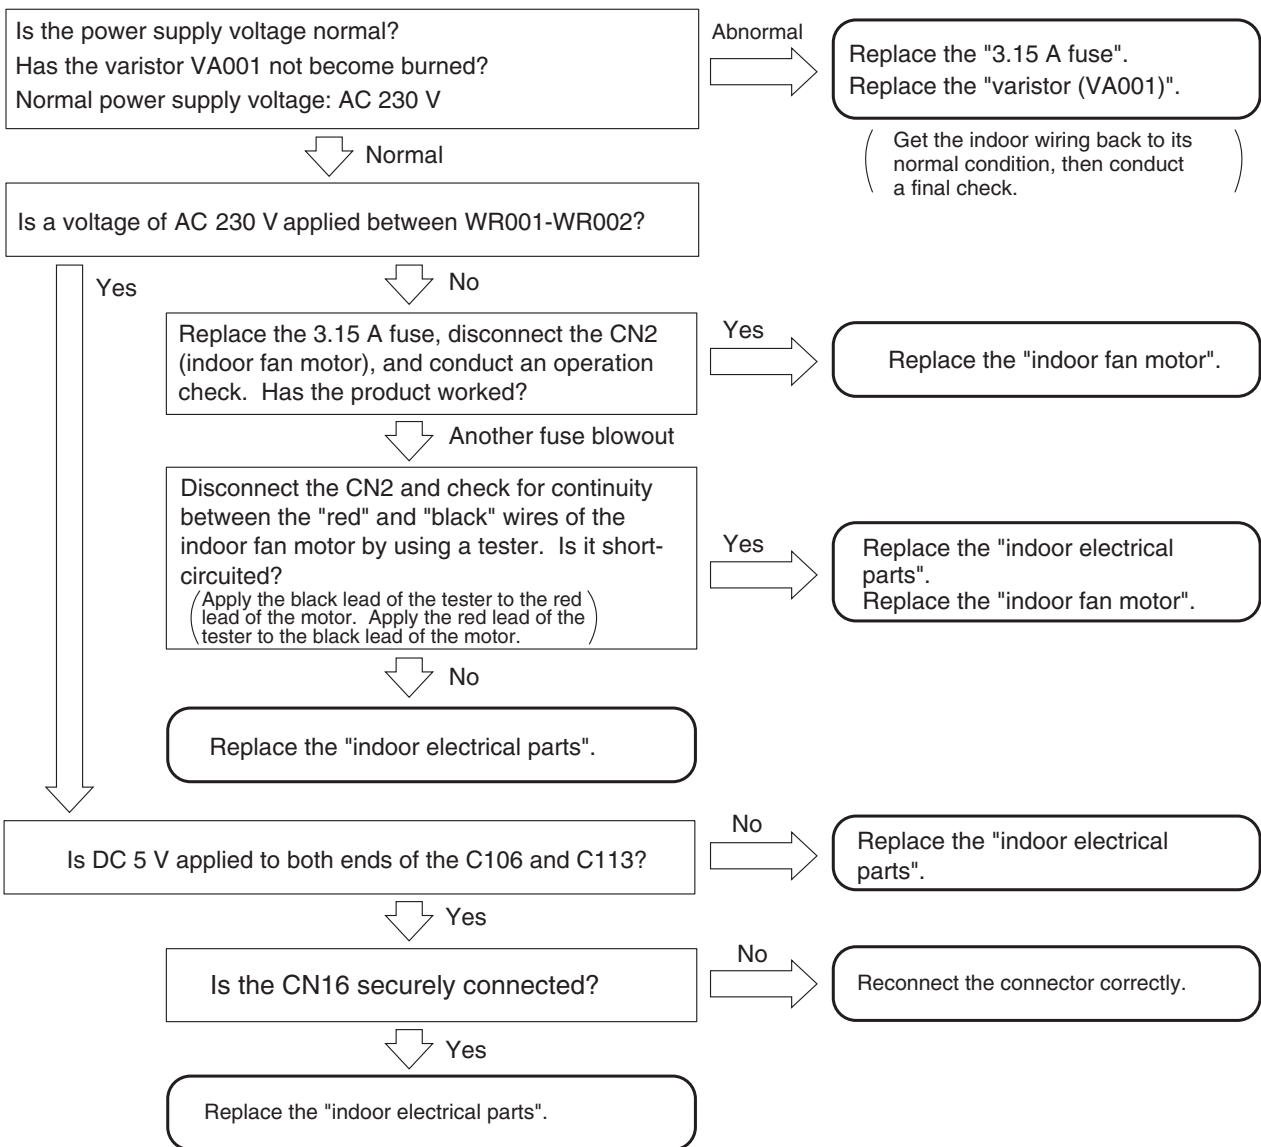 Is the power supply voltage normal?
Has the varistor VA001 not become burned?
Normal power supply voltage: AC 230 V
Abnormal
Replace the "3.15 A fuse".
Replace the "varistor (VA001)".
Get the indoor wiring back to its
normal condition, then conduct
a final check.
Normal
Is a voltage of AC 230 V applied between WR001-WR002?
Yes
No
Replace the 3.15 A fuse, disconnect the CN2
(indoor fan motor), and conduct an operation
check.  Has the product worked?
Yes
Replace the "indoor fan motor".
Another fuse blowout
Disconnect the CN2 and check for continuity
between the "red" and "black" wires of the
indoor fan motor by using a tester.  Is it short-
circuited?
(Apply the black lead of the tester to the red
lead of the motor.  Apply the red lead of the
tester to the black lead of the motor.)
Yes
Replace the "indoor electrical
parts".
Replace the "indoor fan motor".
No
Replace the "indoor electrical parts".
Is DC 5 V applied to both ends of the C106 and C113?
No
Replace the "indoor electrical
parts".
Yes
Is the CN16 securely connected?
No
Reconnect the connector correctly.
Yes
Replace the "indoor electrical parts".